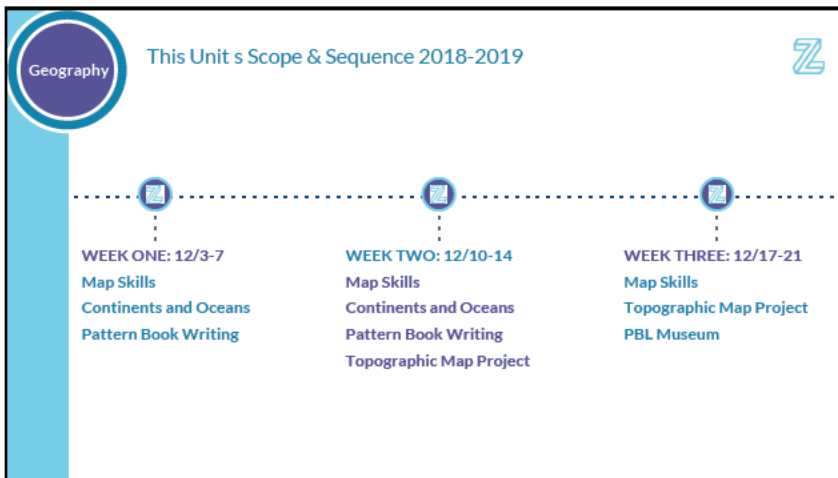 Geography
This Unit s Scope & Sequence 2018-2019
Z
Z
Z
Z
WEEK ONE: 12/3-7
Map Skills
Continents and Oceans
Pattern Book Writing
WEEK TWO: 12/10-14
Map Skills
Continents and Oceans
Pattern Book Writing
Topographic Map Project
WEEK THREE: 12/17-21
Map Skills
Topographic Map Project
PBL Museum